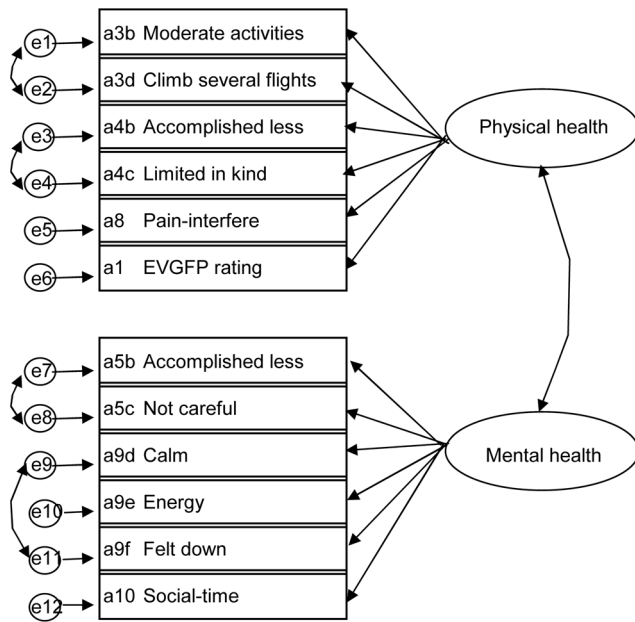 e1 a3b Moderate activities
e2 a3d Climb several flights
e3 a4b Accomplished less
e4 a4c Limited in kind
e5 a8 Pain-interfere
e6 a1 EVGFP rating
Physical health
e7 a5b Accomplished less
e8 a5c Not careful
e9 a9d Calm
e10 a9e Energy
e11 a9f Felt down
e12 a10 Social-time
Mental health